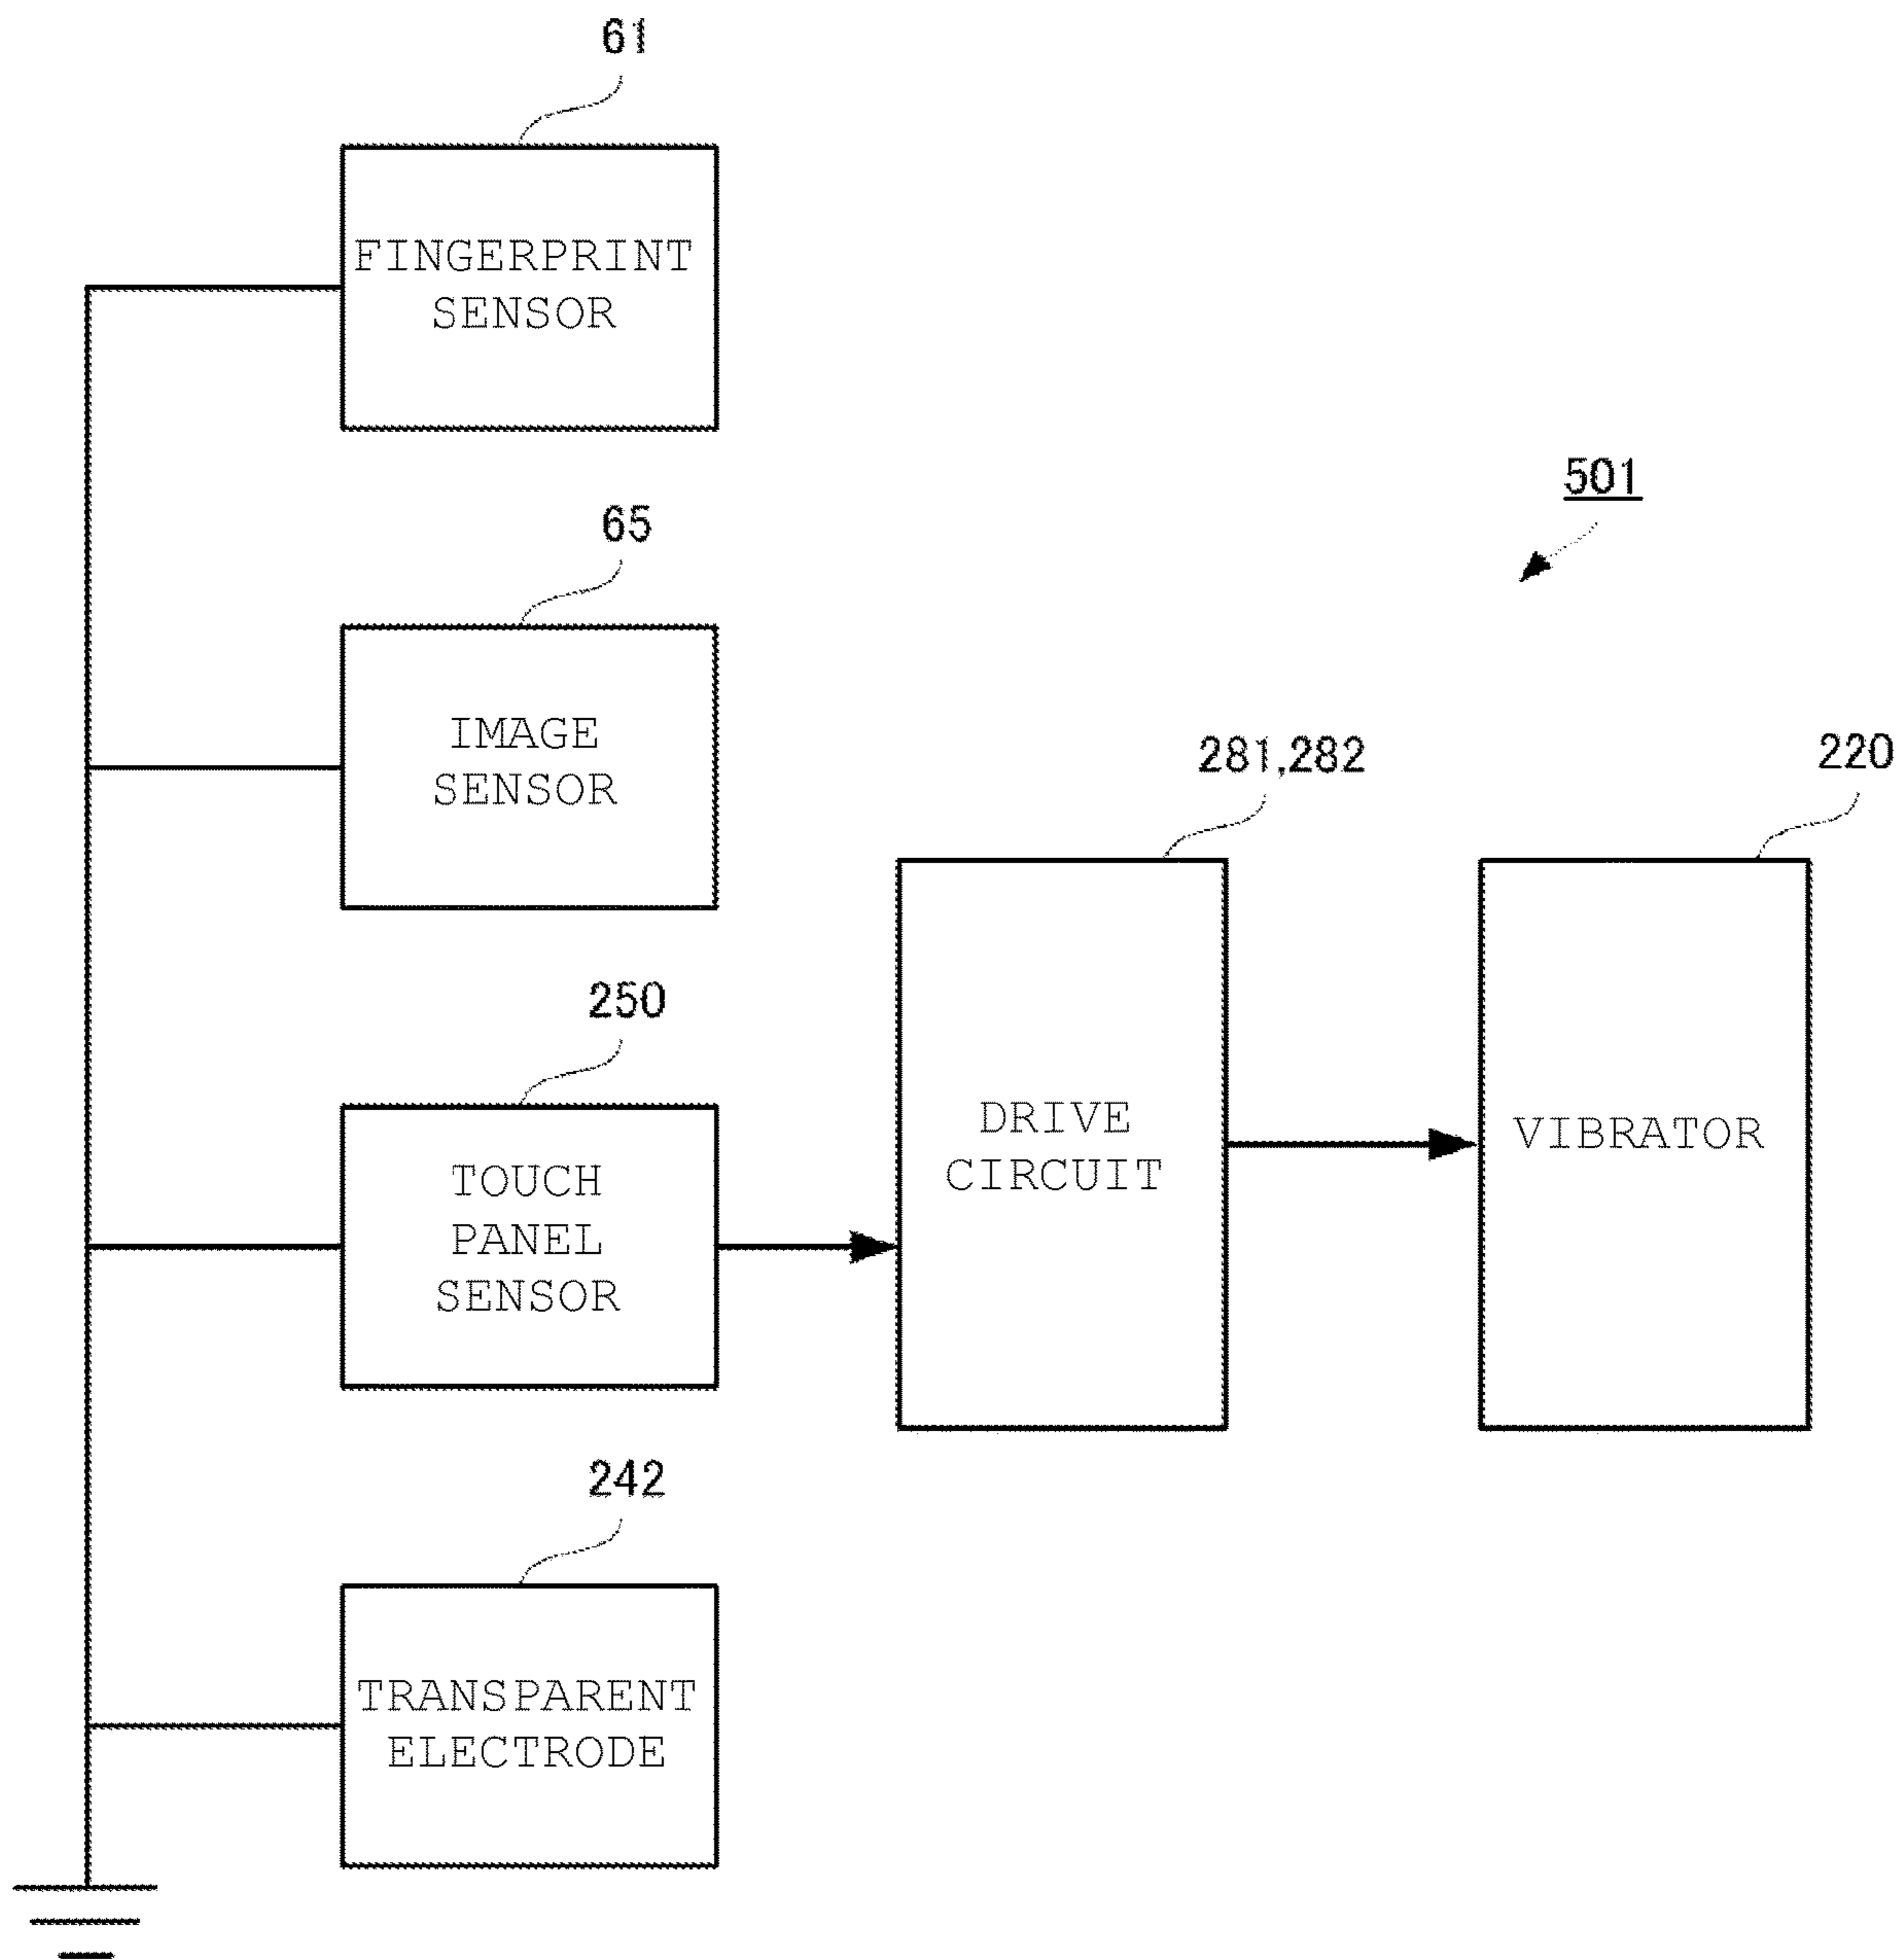 61
FINGERPRINT
SENSOR
501
65
IMAGE
SENSOR
281,282
220
250
TOUCH
PANEL
SENSOR
DRIVE
CIRCUIT
VIBRATOR
242
TRANSPARENT
ELECTRODE